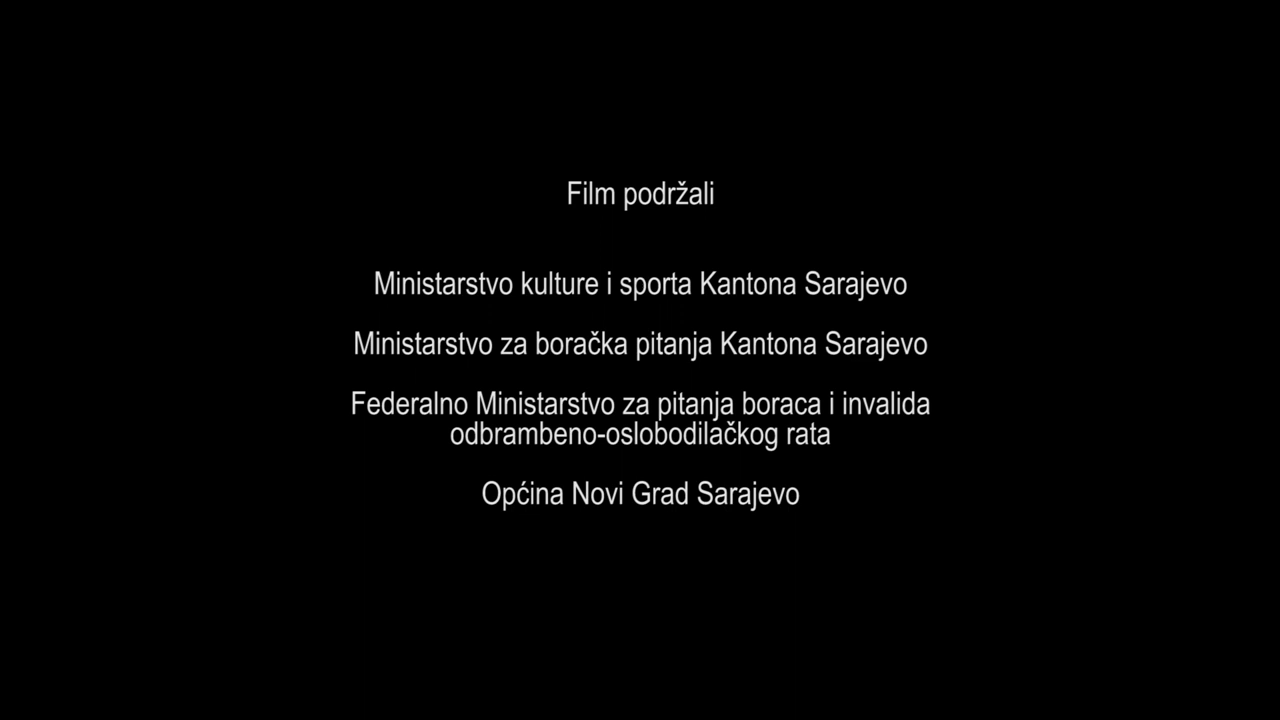 Film podržali
Ministarstvo kulture i sporta Kantona Sarajevo
Ministarstvo za boračka pitanja Kantona Sarajevo
Federalno Ministarstvo za pitanja boraca i invalida
odbrambeno-oslobodilačkog rata
Općina Novi Grad Sarajevo